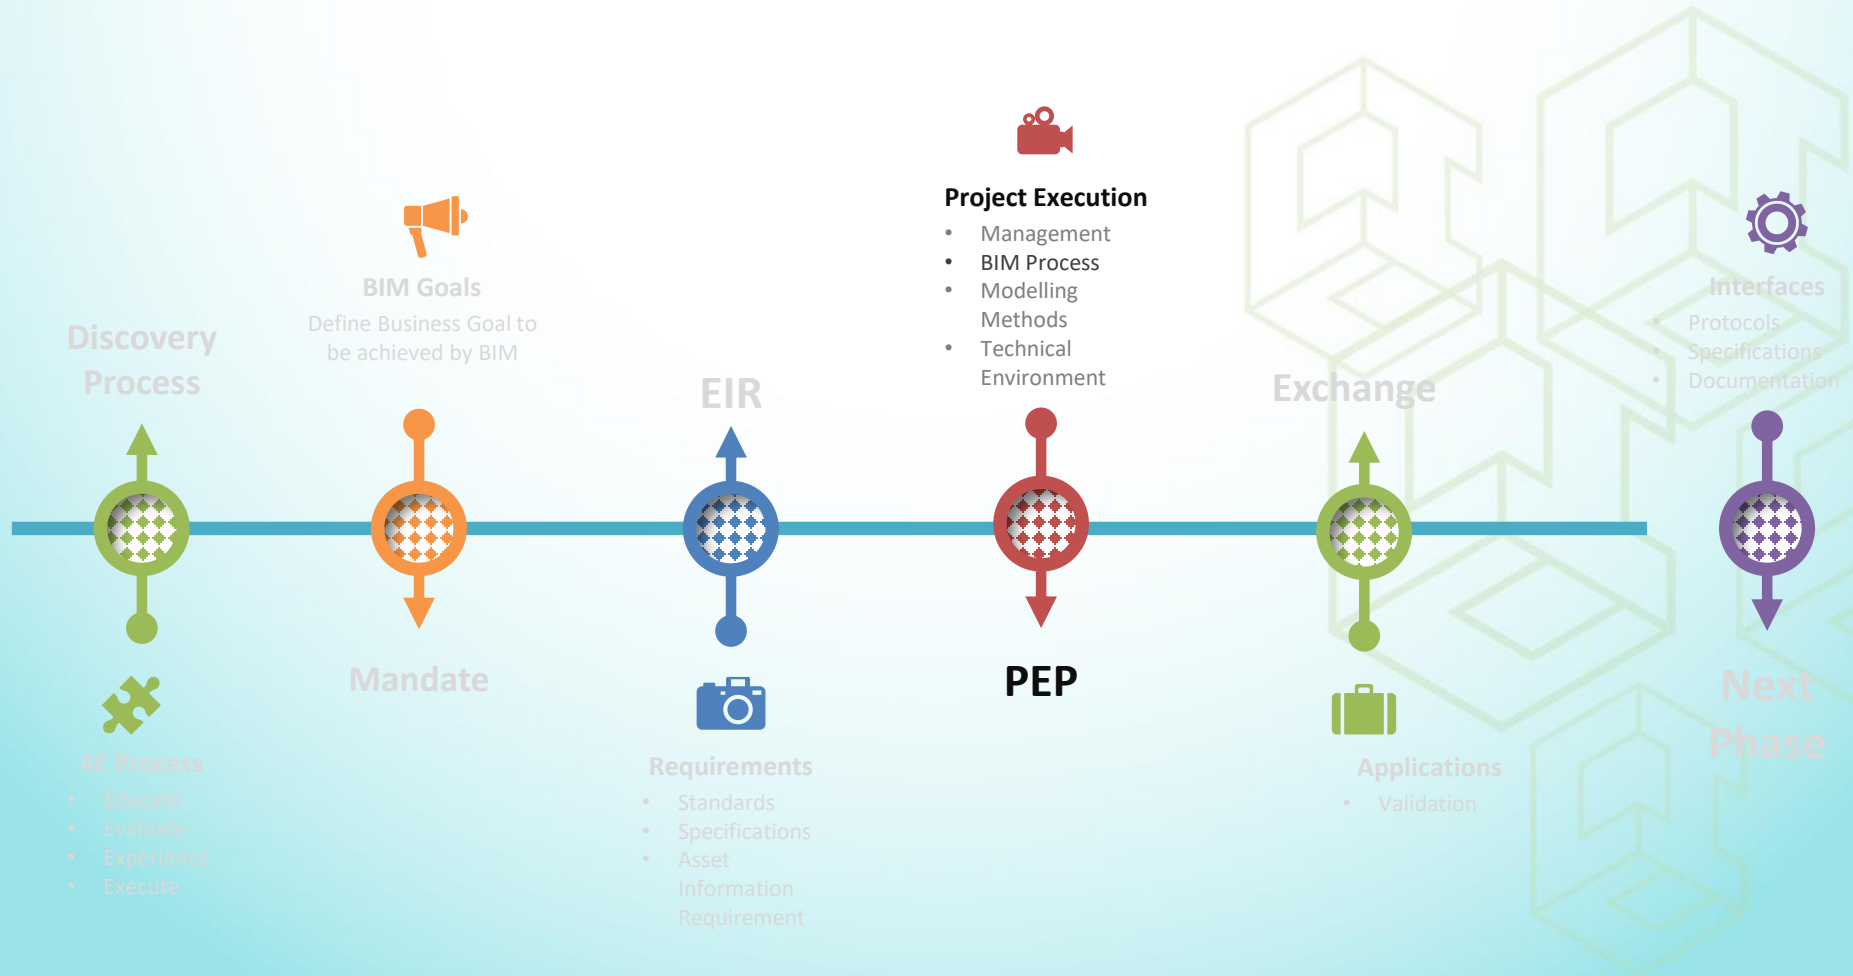 Discovery
Process
4E Process
• Educate
• Evaluate
• Experience
• Execute
BIM Goals
Define Business Goal to
be achieved by BIM
Mandate
EIR
Requirements
• Standards
• Specifications
• Asset
Information
Requirement
Project Execution
• Management
• BIM Process
• Modelling
Methods
• Technical
Environment
PEP
Exchange
Applications
• Validation
Interfaces
• Protocols
• Specifications
• Documentation
Next
Phase